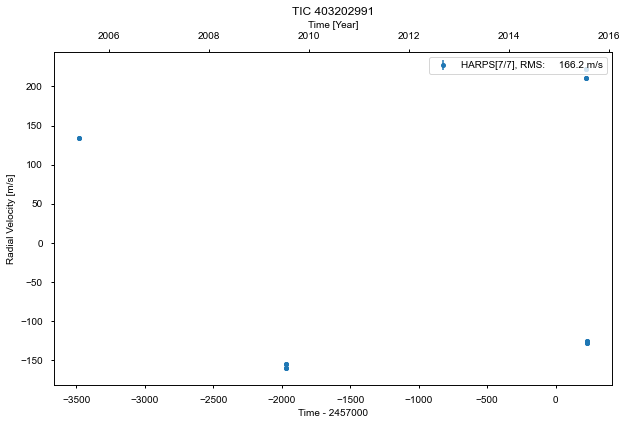 TIC 403202991
Time [Year]
2006 2008 2010 2012 2014 2016
HARPS[7/7], RMS: 166.2 m/s
Radial Velocity [m/s]
200
150
100
50
0
−50
−100
−150
−3500 −3000 −2500 −2000 −1500 −1000 −500 0
Time - 2457000